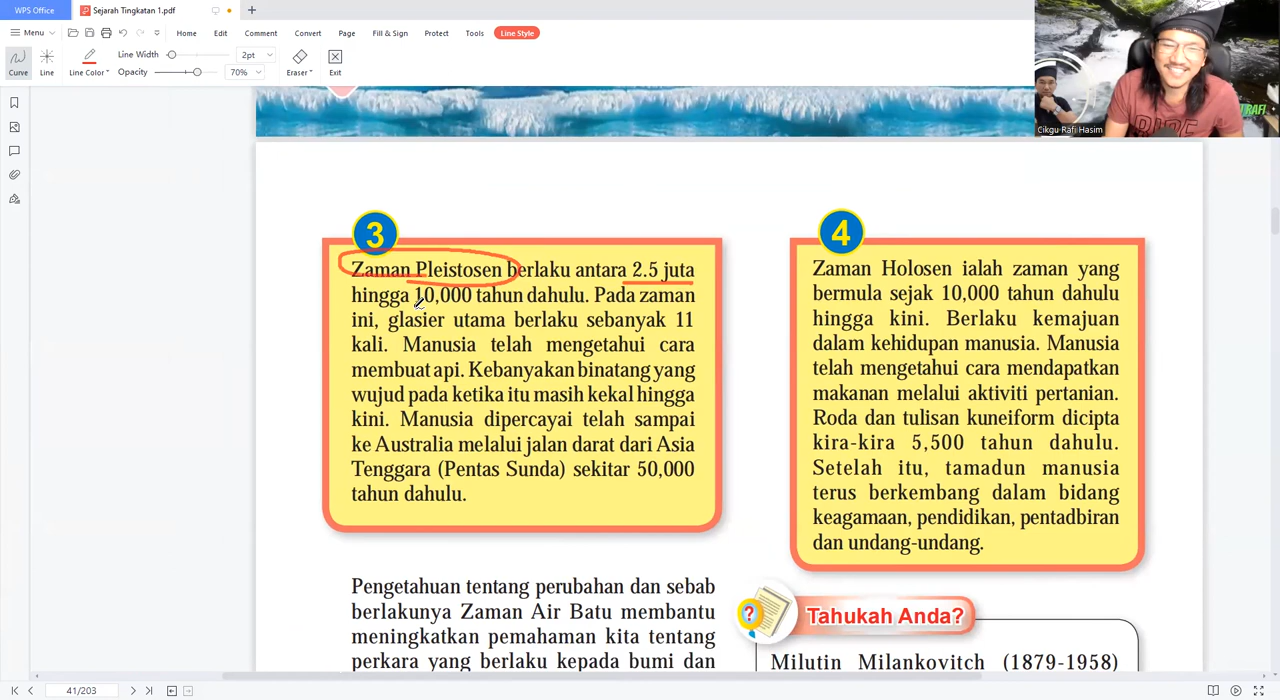 WPS Office
Sejarah Tingkatan 1.pdf
Menu
Home
Edit
Comment
Convert
Page
Fill & Sign
Protect
Tools
Line Style
Curve
Line
Line Color
Line Width
2pt
Opacity
70%
Eraser
Exit
Cikgu Rafi Hasim
RAFI
3
Zaman Pleistosen berlaku antara 2.5 juta
hingga 10,000 tahun dahulu. Pada zaman
ini, glasier utama berlaku sebanyak 11
kali. Manusia telah mengetahui cara
membuat api. Kebanyakan binatang yang
wujud pada ketika itu masih kekal hingga
kini. Manusia dipercayai telah sampai
ke Australia melalui jalan darat dari Asia
Tenggara (Pentas Sunda) sekitar 50,000
tahun dahulu.
4
Zaman Holosen ialah zaman yang
bermula sejak 10,000 tahun dahulu
hingga kini. Berlaku kemajuan
dalam kehidupan manusia. Manusia
telah mengetahui cara mendapatkan
makanan melalui aktiviti pertanian.
Roda dan tulisan kuneiform dicipta
kira-kira 5,500 tahun dahulu.
Setelah itu, tamadun manusia
terus berkembang dalam bidang
keagamaan, pendidikan, pentadbiran
dan undang-undang.
Pengetahuan tentang perubahan dan sebab
berlakunya Zaman Air Batu membantu
meningkatkan pemahaman kita tentang
perkara yang berlaku kepada bumi dan
?
Tahukah Anda?
Milutin Milankovitch (1879-1958)
41/203